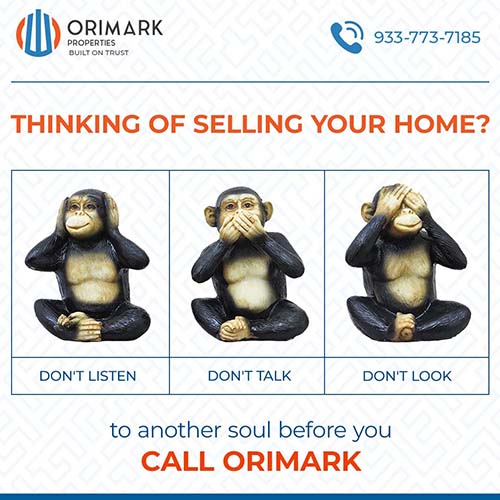 ORIMARK
PROPERTIES
BUILT ON TRUST
933-773-7185
THINKING OF SELLING YOUR HOME?
DON'T LISTEN
DON'T TALK
DON'T LOOK
to another soul before you
CALL ORIMARK